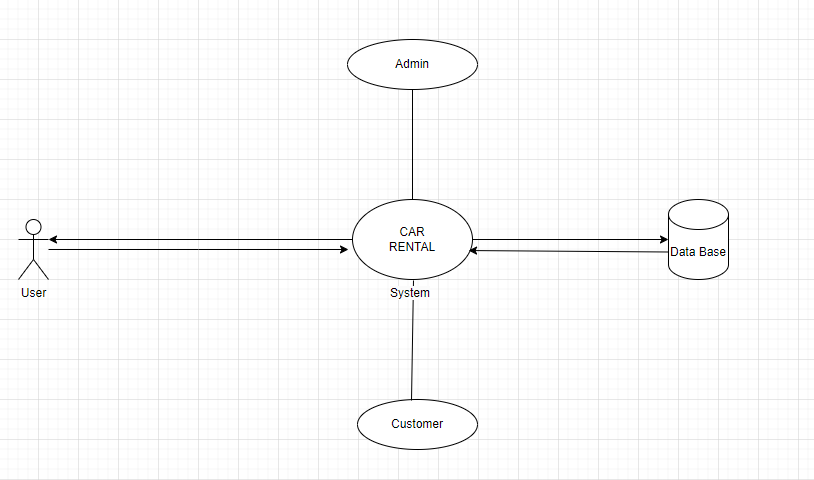 Admin
CAR
RENTAL
Data Base
User
System
Customer